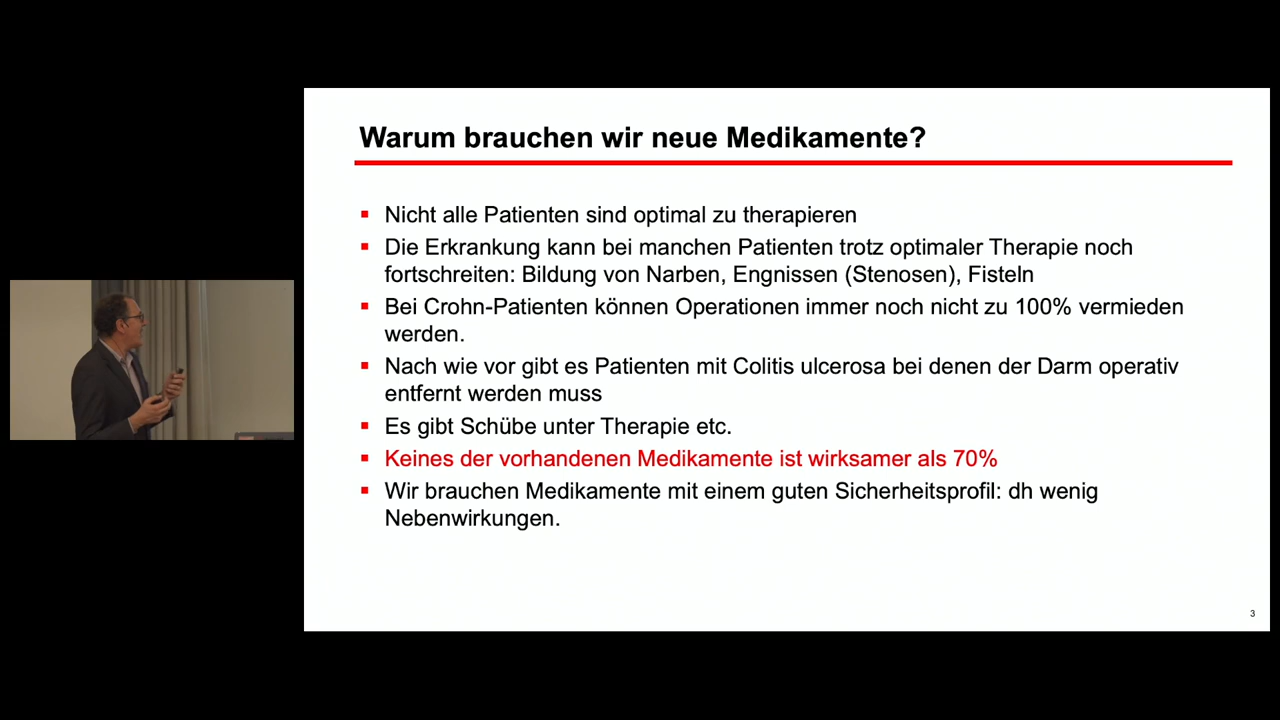 Warum brauchen wir neue Medikamente?
Nicht alle Patienten sind optimal zu therapieren
Die Erkrankung kann bei manchen Patienten trotz optimaler Therapie noch
fortschreiten: Bildung von Narben, Engnissen (Stenosen), Fisteln
Bei Crohn-Patienten können Operationen immer noch nicht zu 100% vermieden
werden.
Nach wie vor gibt es Patienten mit Colitis ulcerosa bei denen der Darm operativ
entfernt werden muss
Es gibt Schübe unter Therapie etc.
Keines der vorhandenen Medikamente ist wirksamer als 70%
Wir brauchen Medikamente mit einem guten Sicherheitsprofil: dh wenig
Nebenwirkungen.
3